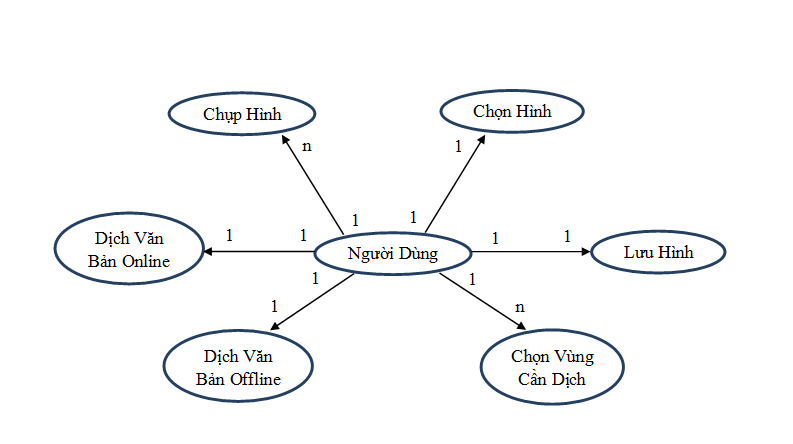 Chụp Hình
Chọn Hình
n
1
1
1
Dịch Văn
Bản Online
1
1
Người Dùng
1
1
Lưu Hình
1
1
1
n
Dịch Văn
Bản Offline
Chọn Vùng
Cần Dịch